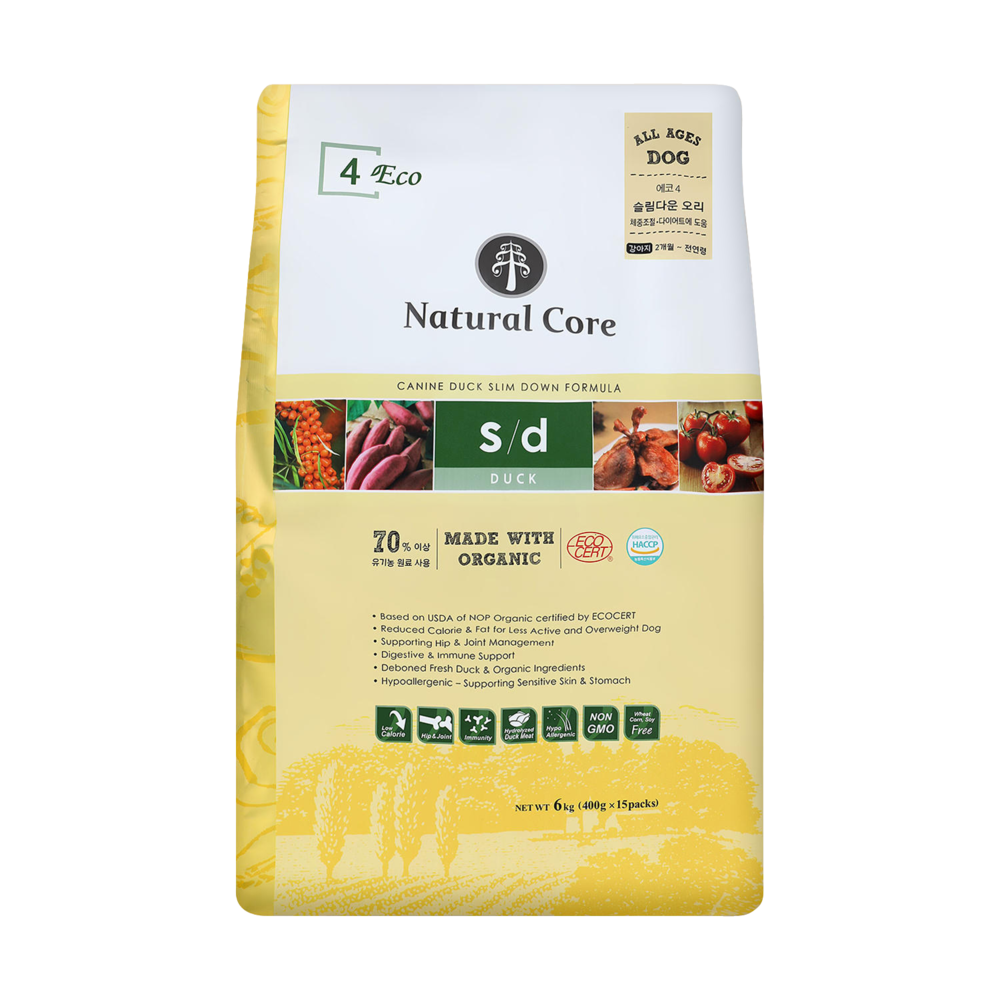 4 Eco
ALL AGES
DOG
에코 4
슬림다운 오리
체중조절·다이어트에 도움
강아지 2개월 ~ 전연령
Natural Core
CANINE DUCK SLIM DOWN FORMULA
s/d
DUCK
70% 이상
유기농 원료 사용
MADE WITH
ORGANIC
ECO
CERT
®
HACCP
• Based on USDA of NOP Organic certified by ECOCERT
• Reduced Calorie & Fat for Less Active and Overweight Dog
• Supporting Hip & Joint Management
• Digestive & Immune Support
• Deboned Fresh Duck & Organic Ingredients
• Hypoallergenic – Supporting Sensitive Skin & Stomach
Low
Calorie
Hip & Joint
Immunity
Hydrolyzed
Duck Meat
Hypo
Allergenic
NON
GMO
Wheat
Corn, Soy
Free
NET WT 6kg (400g × 15packs)